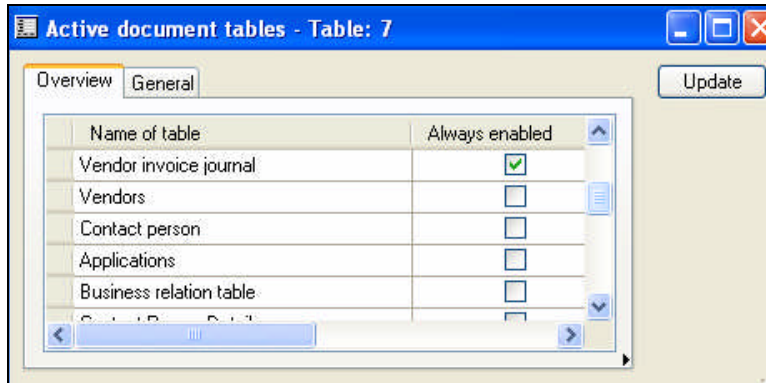 Active document tables - Table: 7
Overview General Update
Name of table Always enabled
Vendor invoice journal
Vendors
Contact person
Applications
Business relation table